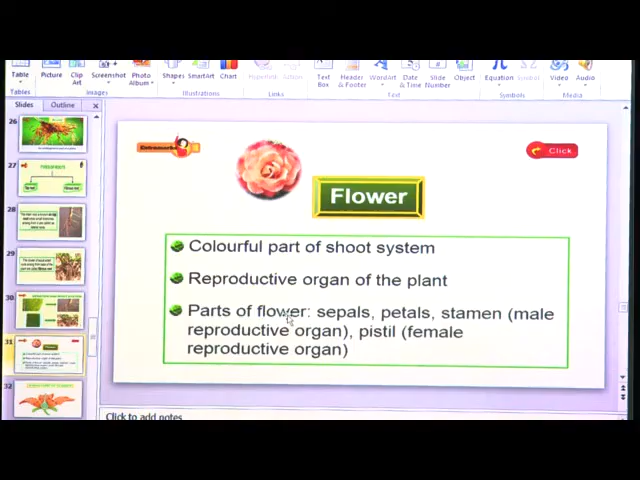 Table
Picture
Clip
Art
Screenshot
Photo
Album
Shapes
SmartArt
Chart
Hyperlink
Action
Text
Box
Header
& Footer
WordArt
Date
& Time
Slide
Number
Object
Equation
Symbol
Video
Audio
Tables
Images
Illustrations
Links
Text
Symbols
Media
Slides
Outline
26
27
28
29
30
31
32
Click
Flower
Colourful part of shoot system
Reproductive organ of the plant
Parts of flower: sepals, petals, stamen (male
reproductive organ), pistil (female
reproductive organ)
Click to add notes